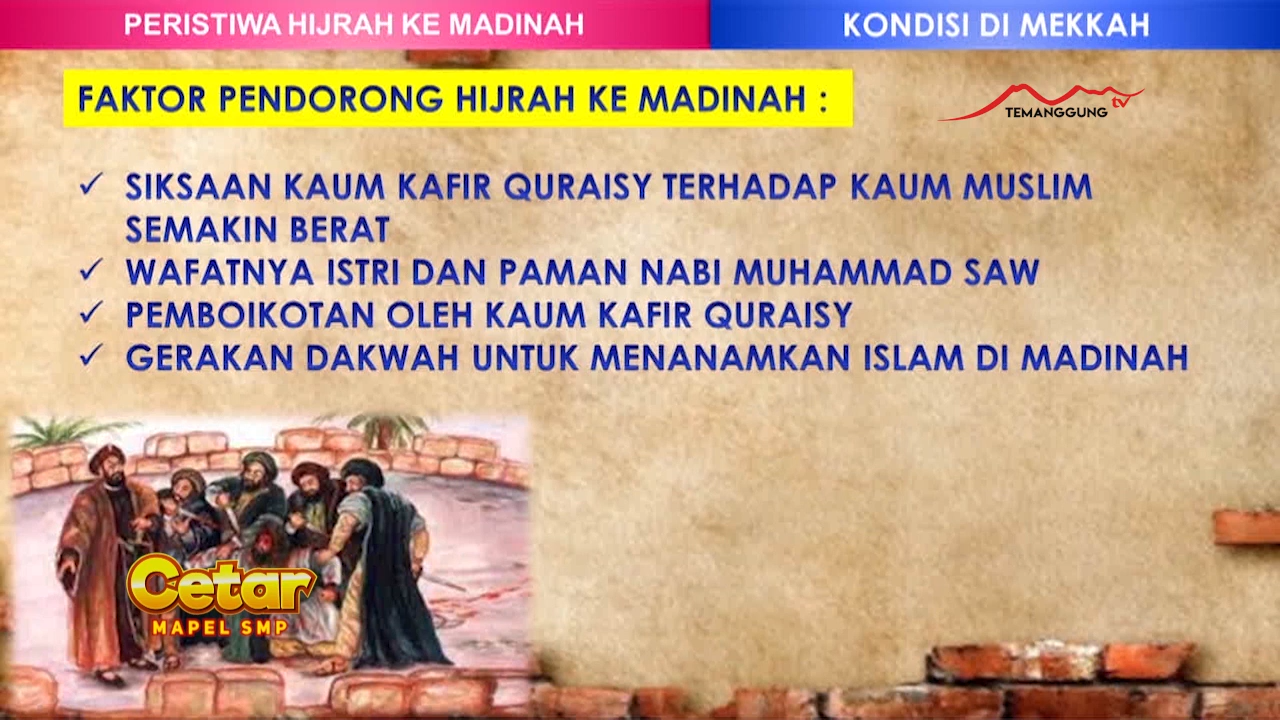 PERISTIWA HIJRAH KE MADINAH
KONDISI DI MEKKAH
FAKTOR PENDORONG HIJRAH KE MADINAH :
TEMANGGUNG tv
✓ SIKSAAN KAUM KAFIR QURAISY TERHADAP KAUM MUSLIM
SEMAKIN BERAT
✓ WAFATNYA ISTRI DAN PAMAN NABI MUHAMMAD SAW
✓ PEMBOIKOTAN OLEH KAUM KAFIR QURAISY
✓ GERAKAN DAKWAH UNTUK MENANAMKAN ISLAM DI MADINAH
Cetar
MAPEL SMP